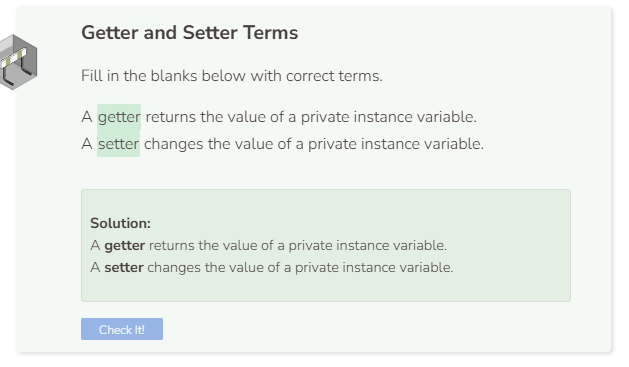 Getter and Setter Terms
Fill in the blanks below with correct terms.
A getter returns the value of a private instance variable.
A setter changes the value of a private instance variable.
Solution:
A getter returns the value of a private instance variable.
A setter changes the value of a private instance variable.
Check It!